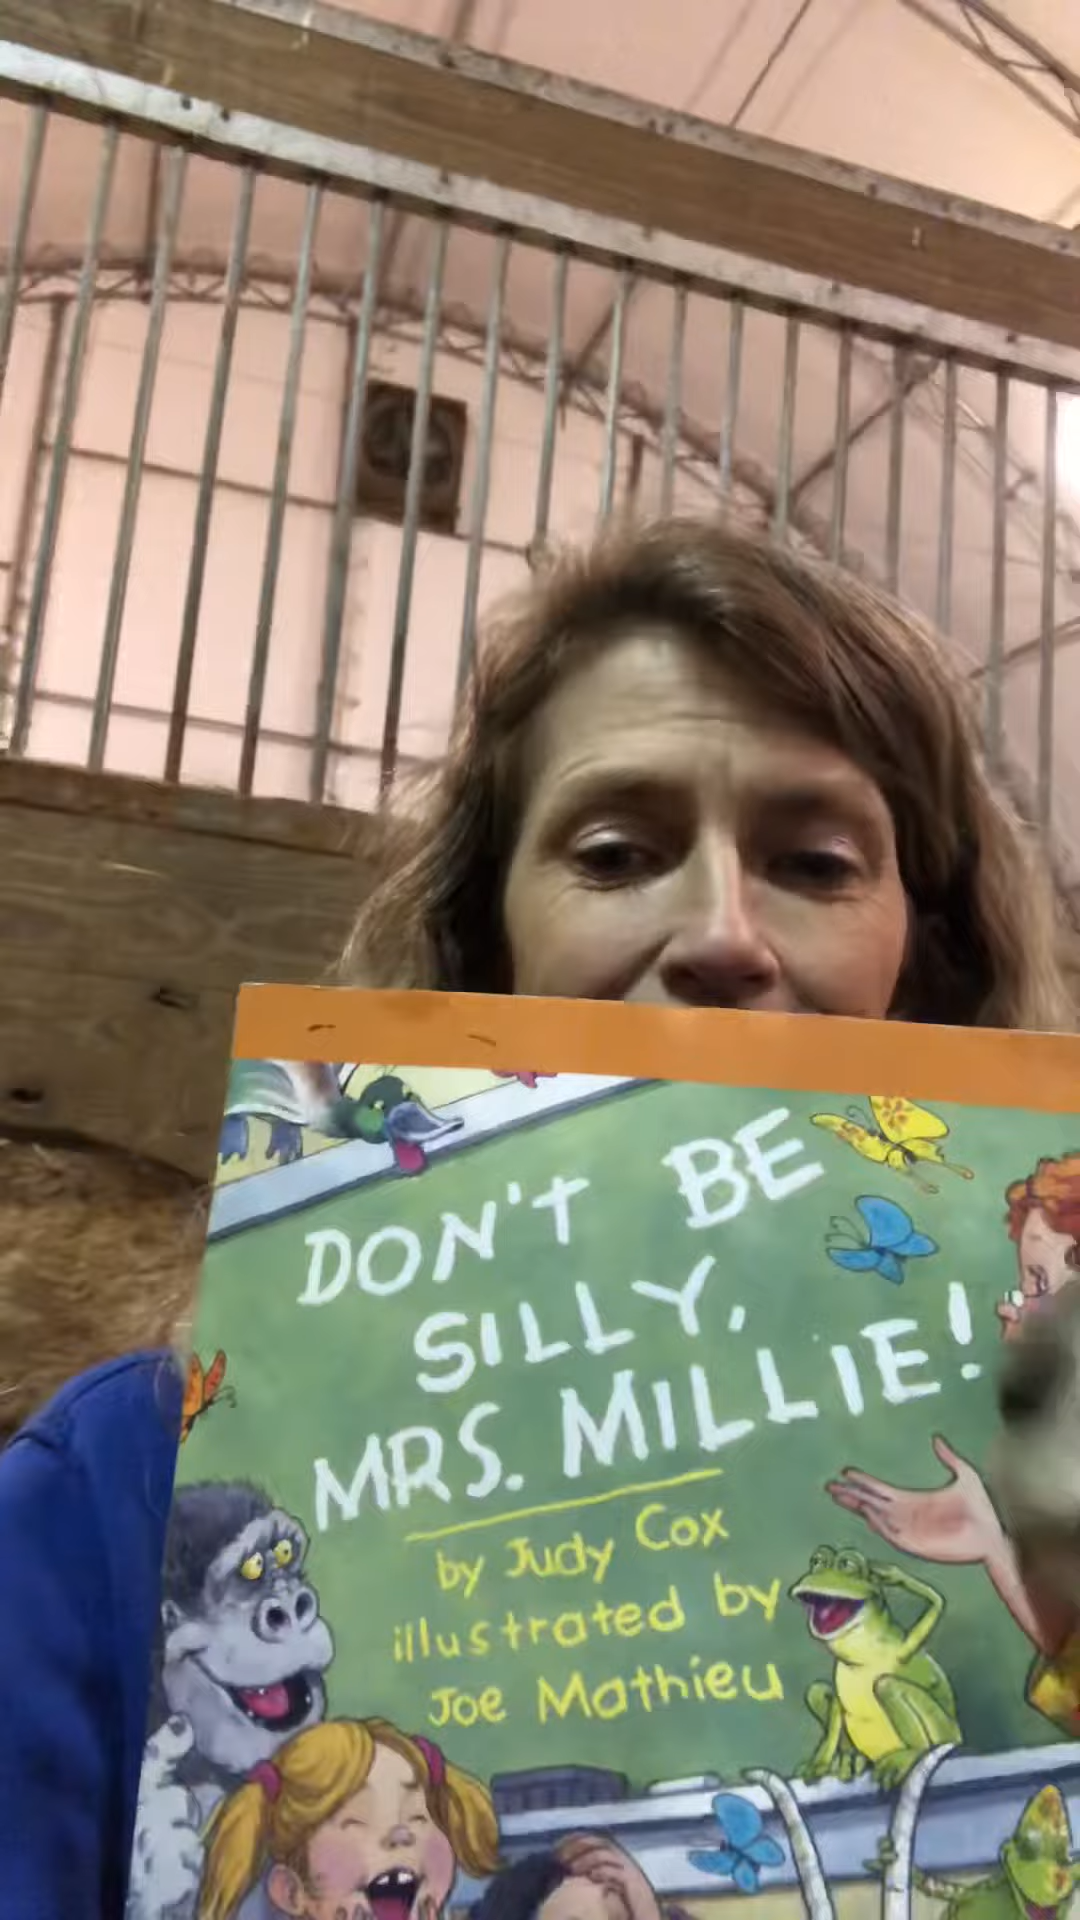 DON'T BE
SILLY,
MRS. MILLIE!
by Judy Cox
illustrated by
Joe Mathieu